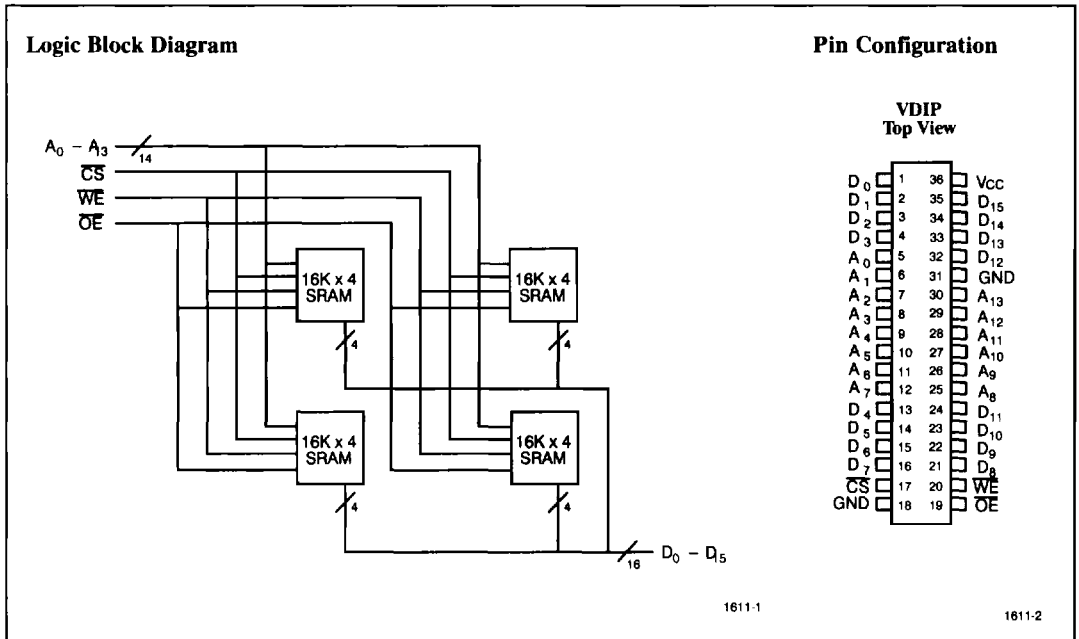 Logic Block Diagram
A0 – A13
14
CS
WE
OE
16K x 4
SRAM
16K x 4
SRAM
4
4
16K x 4
SRAM
16K x 4
SRAM
4
4
16
D0 – D15
1611-1
Pin Configuration
VDIP
Top View
D0 1 36 VCC
D1 2 35 D15
D2 3 34 D14
D3 4 33 D13
A0 5 32 D12
A1 6 31 GND
A2 7 30 A13
A3 8 29 A12
A4 9 28 A11
A5 10 27 A10
A6 11 26 A9
A7 12 25 A8
D4 13 24 D11
D5 14 23 D10
D6 15 22 D9
D7 16 21 D8
CS 17 20 WE
GND 18 19 OE
1611-2